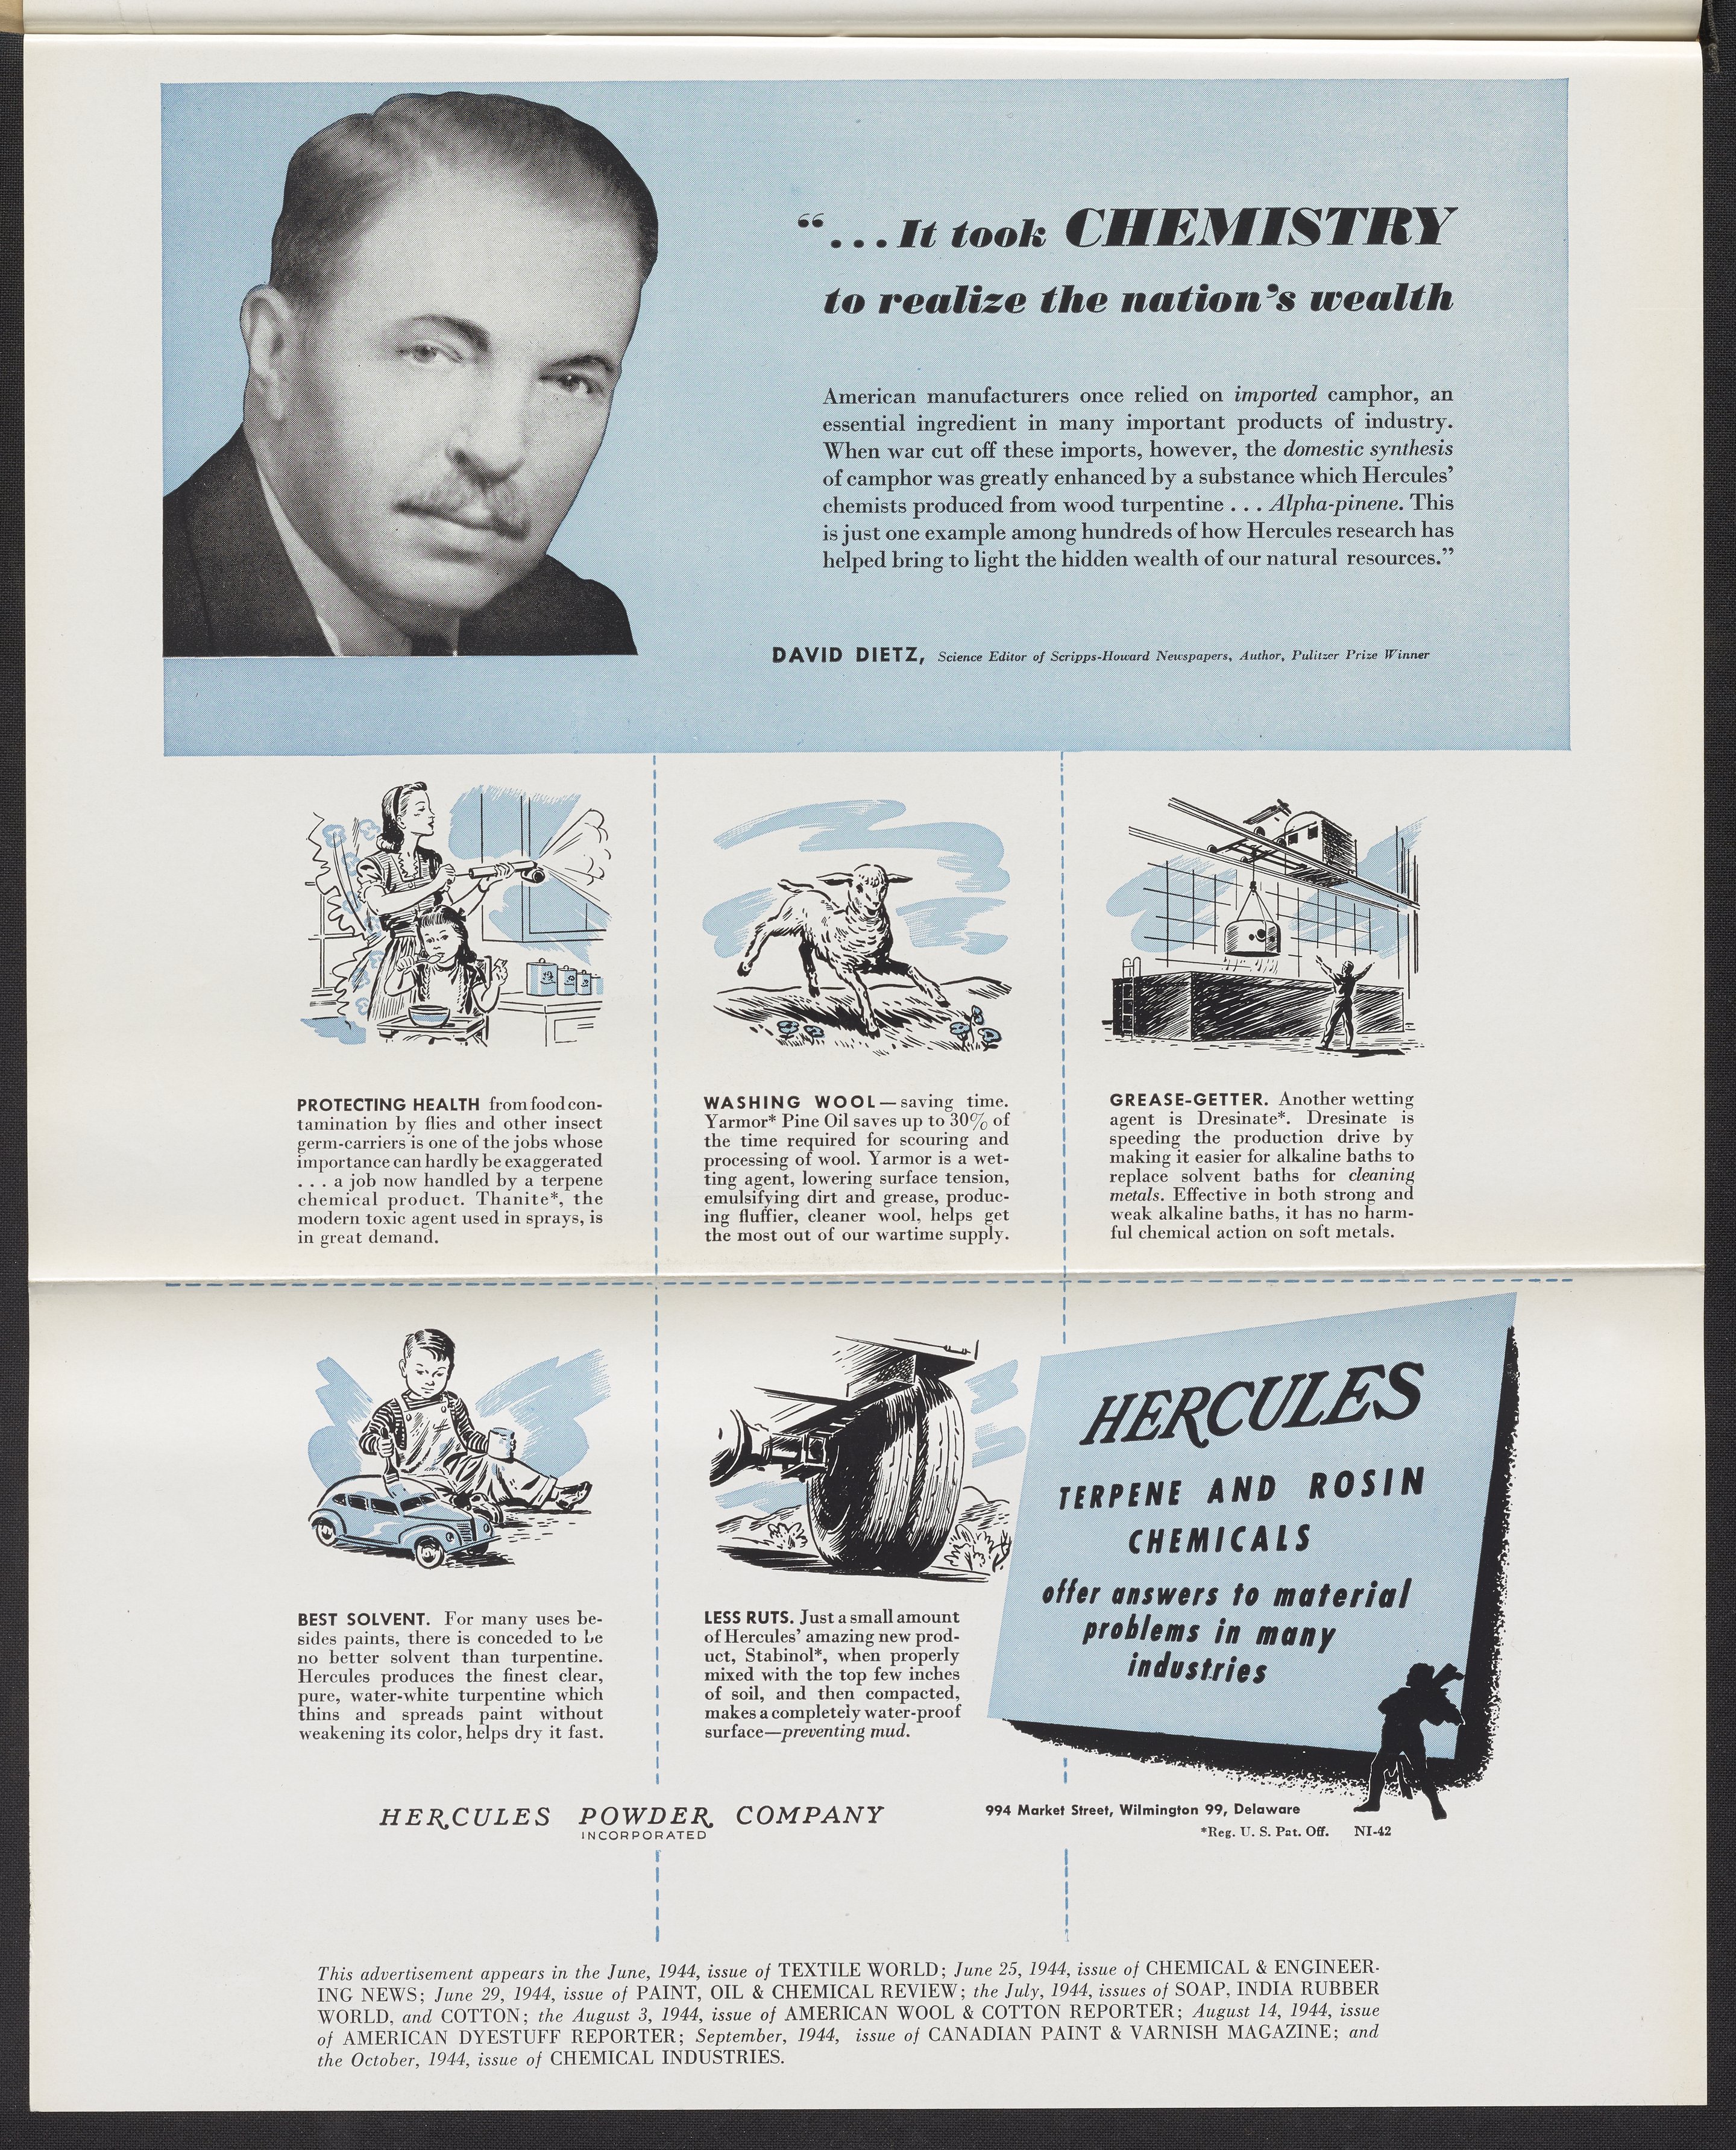 “...It took CHEMISTRY
to realize the nation’s wealth
American manufacturers once relied on imported camphor, an
essential ingredient in many important products of industry.
When war cut off these imports, however, the domestic synthesis
of camphor was greatly enhanced by a substance which Hercules’
chemists produced from wood turpentine . . . Alpha-pinene. This
is just one example among hundreds of how Hercules research has
helped bring to light the hidden wealth of our natural resources.”
DAVID DIETZ, Science Editor of Scripps-Howard Newspapers, Author, Pulitzer Prize Winner
PROTECTING HEALTH from food con-
tamination by flies and other insect
germ-carriers is one of the jobs whose
importance can hardly be exaggerated
. . . a job now handled by a terpene
chemical product. Thanite*, the
modern toxic agent used in sprays, is
in great demand.
WASHING WOOL—saving time.
Yarmor* Pine Oil saves up to 30% of
the time required for scouring and
processing of wool. Yarmor is a wet-
ting agent, lowering surface tension,
emulsifying dirt and grease, produc-
ing fluffier, cleaner wool, helps get
the most out of our wartime supply.
GREASE-GETTER. Another wetting
agent is Dresinate*. Dresinate is
speeding the production drive by
making it easier for alkaline baths to
replace solvent baths for cleaning
metals. Effective in both strong and
weak alkaline baths, it has no harm-
ful chemical action on soft metals.
BEST SOLVENT. For many uses be-
sides paints, there is conceded to be
no better solvent than turpentine.
Hercules produces the finest clear,
pure, water-white turpentine which
thins and spreads paint without
weakening its color, helps dry it fast.
LESS RUTS. Just a small amount
of Hercules’ amazing new prod-
uct, Stabinol*, when properly
mixed with the top few inches
of soil, and then compacted,
makes a completely water-proof
surface—preventing mud.
HERCULES
TERPENE AND ROSIN
CHEMICALS
offer answers to material
problems in many
industries
HERCULES POWDER COMPANY
INCORPORATED
994 Market Street, Wilmington 99, Delaware
*Reg. U. S. Pat. Off. NI-42
This advertisement appears in the June, 1944, issue of TEXTILE WORLD; June 25, 1944, issue of CHEMICAL & ENGINEER-
ING NEWS; June 29, 1944, issue of PAINT, OIL & CHEMICAL REVIEW; the July, 1944, issues of SOAP, INDIA RUBBER
WORLD, and COTTON; the August 3, 1944, issue of AMERICAN WOOL & COTTON REPORTER; August 14, 1944, issue
of AMERICAN DYESTUFF REPORTER; September, 1944, issue of CANADIAN PAINT & VARNISH MAGAZINE; and
the October, 1944, issue of CHEMICAL INDUSTRIES.